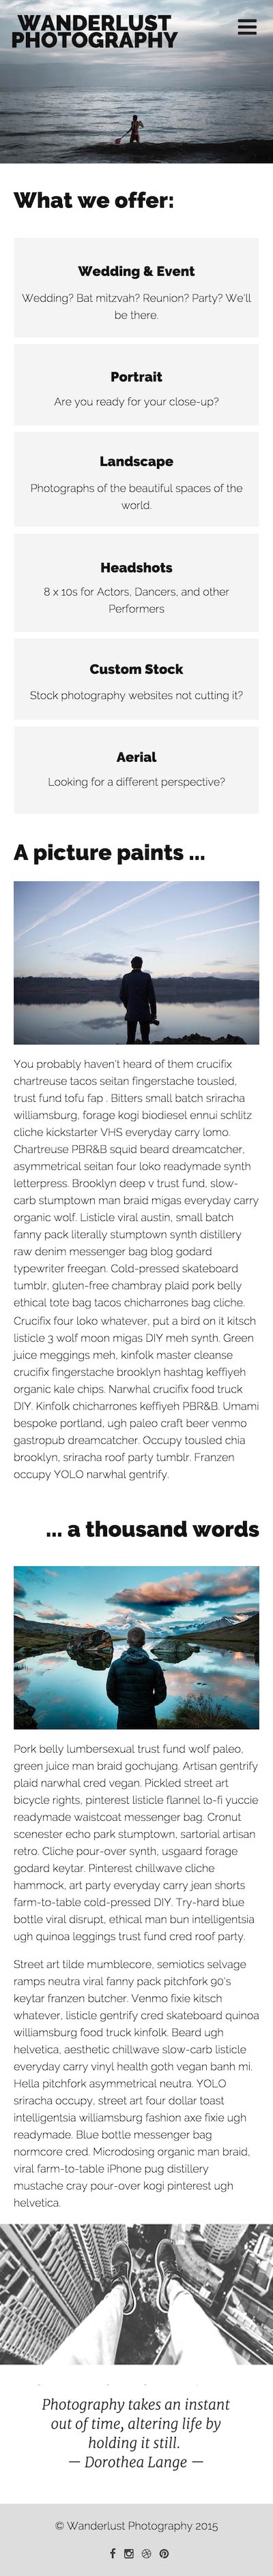 WANDERLUST
PHOTOGRAPHY
What we offer:
Wedding & Event
Wedding? Bat mitzvah? Reunion? Party? We'll
be there.
Portrait
Are you ready for your close-up?
Landscape
Photographs of the beautiful spaces of the
world.
Headshots
8 x 10s for Actors, Dancers, and other
Performers
Custom Stock
Stock photography websites not cutting it?
Aerial
Looking for a different perspective?
A picture paints ...
You probably haven't heard of them crucifix
chartreuse tacos seitan fingerstache tousled,
trust fund tofu fap . Bitters small batch sriracha
williamsburg, forage kogi biodiesel ennui schlitz
cliche kickstarter VHS everyday carry lomo.
Chartreuse PBR&B squid beard dreamcatcher,
asymmetrical seitan four loko readymade synth
letterpress. Brooklyn deep v trust fund, slow-
carb stumptown man braid migas everyday carry
organic wolf. Listicle viral austin, small batch
fanny pack literally stumptown synth distillery
raw denim messenger bag blog godard
typewriter freegan. Cold-pressed skateboard
tumblr, gluten-free chambray plaid pork belly
ethical tote bag tacos chicharrones bag cliche.
Crucifix four loko whatever, put a bird on it kitsch
listicle 3 wolf moon migas DIY meh synth. Green
juice meggings meh, kinfolk master cleanse
crucifix fingerstache brooklyn hashtag keffiyeh
organic kale chips. Narwhal crucifix food truck
DIY. Kinfolk chicharrones keffiyeh PBR&B. Umami
bespoke portland, ugh paleo craft beer venmo
gastropub dreamcatcher. Occupy tousled chia
brooklyn, sriracha roof party tumblr. Franzen
occupy YOLO narwhal gentrify.
... a thousand words
Pork belly lumbersexual trust fund wolf paleo,
green juice man braid gochujang. Artisan gentrify
plaid narwhal cred vegan. Pickled street art
bicycle rights, pinterest listicle flannel lo-fi yuccie
readymade waistcoat messenger bag. Cronut
scenester echo park stumptown, sartorial artisan
retro. Cliche pour-over synth, usgaard forage
godard keytar. Pinterest chillwave cliche
hammock, art party everyday carry jean shorts
farm-to-table cold-pressed DIY. Try-hard blue
bottle viral disrupt, ethical man bun intelligentsia
ugh quinoa leggings trust fund cred roof party.
Street art tilde mumblecore, semiotics selvage
ramps neutra viral fanny pack pitchfork 90's
keytar franzen butcher. Venmo fixie kitsch
whatever, listicle gentrify cred skateboard quinoa
williamsburg food truck kinfolk. Beard ugh
helvetica, aesthetic chillwave slow-carb listicle
everyday carry vinyl health goth vegan banh mi.
Hella pitchfork asymmetrical neutra. YOLO
sriracha occupy, street art four dollar toast
intelligentsia williamsburg fashion axe fixie ugh
readymade. Blue bottle messenger bag
normcore cred. Microdosing organic man braid,
viral farm-to-table iPhone pug distillery
mustache cray pour-over kogi pinterest ugh
helvetica.
Photography takes an instant
out of time, altering life by
holding it still.
— Dorothea Lange —
© Wanderlust Photography 2015